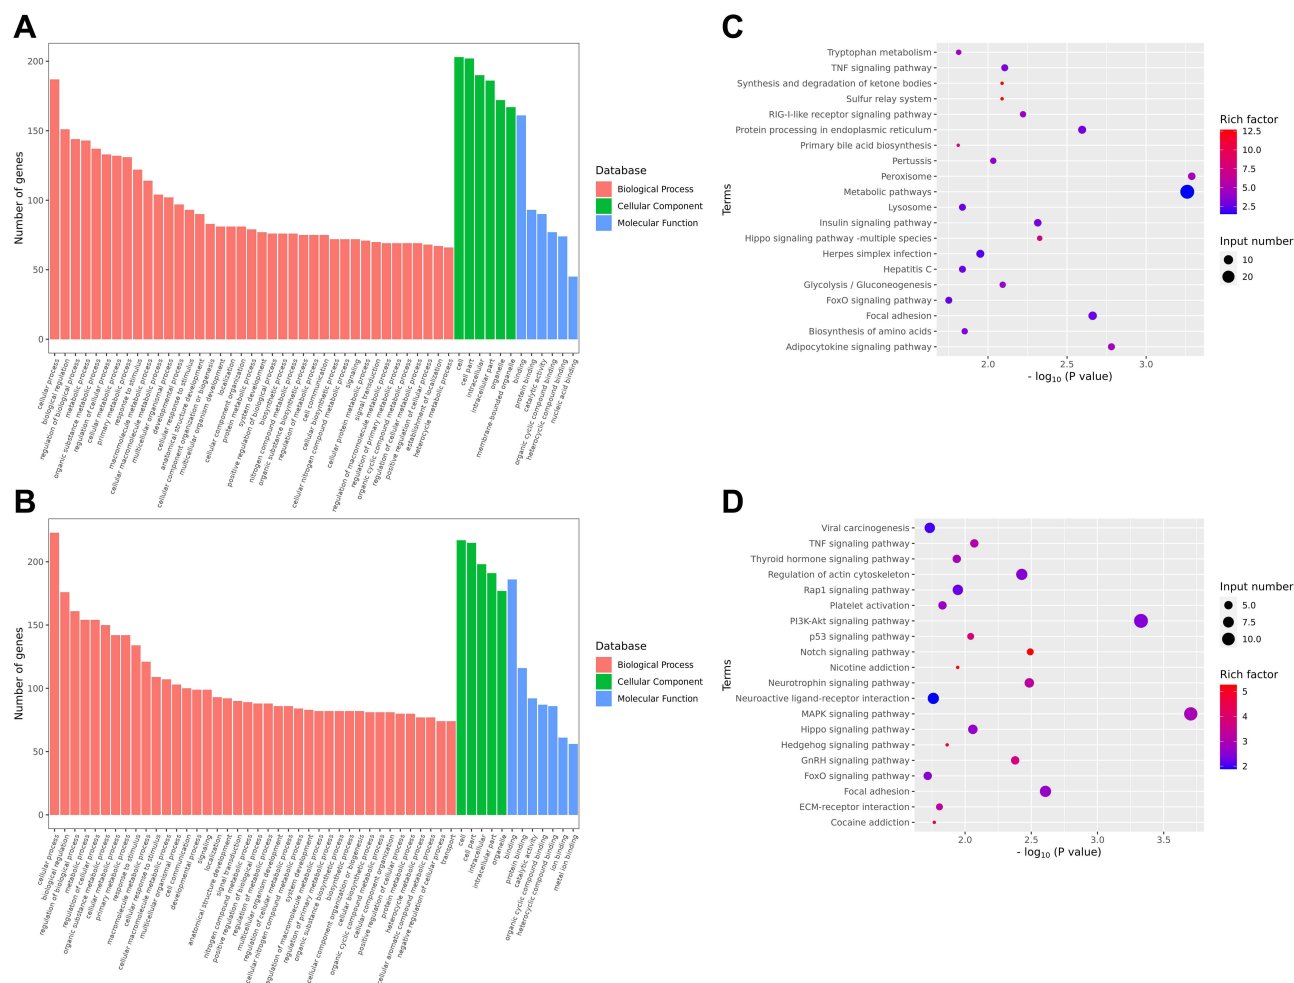 A
Number of genes
200
150
100
50
0
cellular process
biological regulation
regulation of biological process
metabolic process
organic substance metabolic process
regulation of cellular process
cellular metabolic process
primary metabolic process
response to stimulus
macromolecule metabolic process
cellular macromolecule metabolic process
multicellular organismal process
developmental process
cellular response to stimulus
anatomical structure development
cellular component organization or biogenesis
multicellular organism development
localization
cellular component organization
protein metabolic process
system development
positive regulation of biological process
biosynthetic process
nitrogen compound metabolic process
organic substance biosynthetic process
regulation of metabolic process
cell communication
cellular biosynthetic process
cellular nitrogen compound metabolic process
signaling
cellular protein metabolic process
signal transduction
regulation of macromolecule metabolic process
regulation of primary metabolic process
organic cyclic compound metabolic process
regulation of cellular metabolic process
positive regulation of cellular process
establishment of localization
heterocycle metabolic process
cell
cell part
intracellular
intracellular part
organelle
membrane-bounded organelle
binding
protein binding
catalytic activity
organic cyclic compound binding
heterocyclic compound binding
nucleic acid binding
Database
Biological Process
Cellular Component
Molecular Function
B
Number of genes
200
150
100
50
0
cellular process
biological regulation
regulation of biological process
metabolic process
regulation of cellular process
organic substance metabolic process
cellular metabolic process
primary metabolic process
response to stimulus
macromolecule metabolic process
cellular response to stimulus
cellular macromolecule metabolic process
multicellular organismal process
cell communication
developmental process
signaling
localization
anatomical structure development
signal transduction
nitrogen compound metabolic process
positive regulation of biological process
regulation of metabolic process
multicellular organism development
cellular nitrogen compound metabolic process
regulation of cellular metabolic process
system development
regulation of macromolecule metabolic process
regulation of primary metabolic process
organic substance biosynthetic process
biosynthetic process
cellular component organization or biogenesis
cellular biosynthetic process
organic cyclic compound metabolic process
cellular component organization
positive regulation of cellular process
protein metabolic process
heterocycle metabolic process
cellular aromatic compound metabolic process
negative regulation of cellular process
transport
cell
cell part
intracellular
intracellular part
organelle
binding
protein binding
catalytic activity
organic cyclic compound binding
heterocyclic compound binding
ion binding
metal ion binding
Database
Biological Process
Cellular Component
Molecular Function
C
Terms
Tryptophan metabolism
TNF signaling pathway
Synthesis and degradation of ketone bodies
Sulfur relay system
RIG-I-like receptor signaling pathway
Protein processing in endoplasmic reticulum
Primary bile acid biosynthesis
Pertussis
Peroxisome
Metabolic pathways
Lysosome
Insulin signaling pathway
Hippo signaling pathway -multiple species
Herpes simplex infection
Hepatitis C
Glycolysis / Gluconeogenesis
FoxO signaling pathway
Focal adhesion
Biosynthesis of amino acids
Adipocytokine signaling pathway
2.0 2.5 3.0
- log10 (P value)
Rich factor
12.5
10.0
7.5
5.0
2.5
Input number
10
20
D
Terms
Viral carcinogenesis
TNF signaling pathway
Thyroid hormone signaling pathway
Regulation of actin cytoskeleton
Rap1 signaling pathway
Platelet activation
PI3K-Akt signaling pathway
p53 signaling pathway
Notch signaling pathway
Nicotine addiction
Neurotrophin signaling pathway
Neuroactive ligand-receptor interaction
MAPK signaling pathway
Hippo signaling pathway
Hedgehog signaling pathway
GnRH signaling pathway
FoxO signaling pathway
Focal adhesion
ECM-receptor interaction
Cocaine addiction
2.0 2.5 3.0 3.5
- log10 (P value)
Input number
5.0
7.5
10.0
Rich factor
5
4
3
2